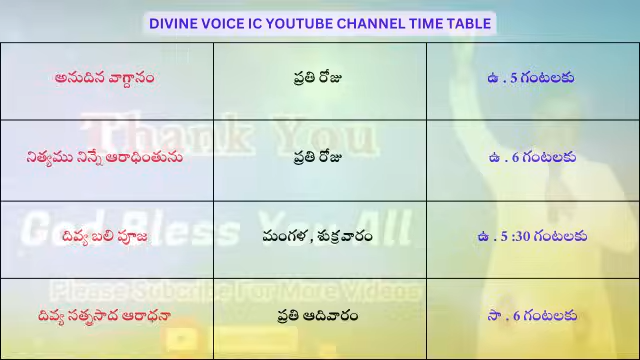 DIVINE VOICE IC YOUTUBE CHANNEL TIME TABLE
అనుదిన వాగ్దానం ప్రతి రోజు ఉ . 5 గంటలకు
Thank You
నిత్యము నిన్నే ఆరాధింతును ప్రతి రోజు ఉ . 6 గంటలకు
God Bless You All
దివ్య బలి పూజ మంగళ , శుక్రవారం ఉ . 5 :30 గంటలకు
Please Subcribe For More Videos
దివ్య సత్ప్రసాద ఆరాధనా ప్రతి ఆదివారం సా . 6 గంటలకు